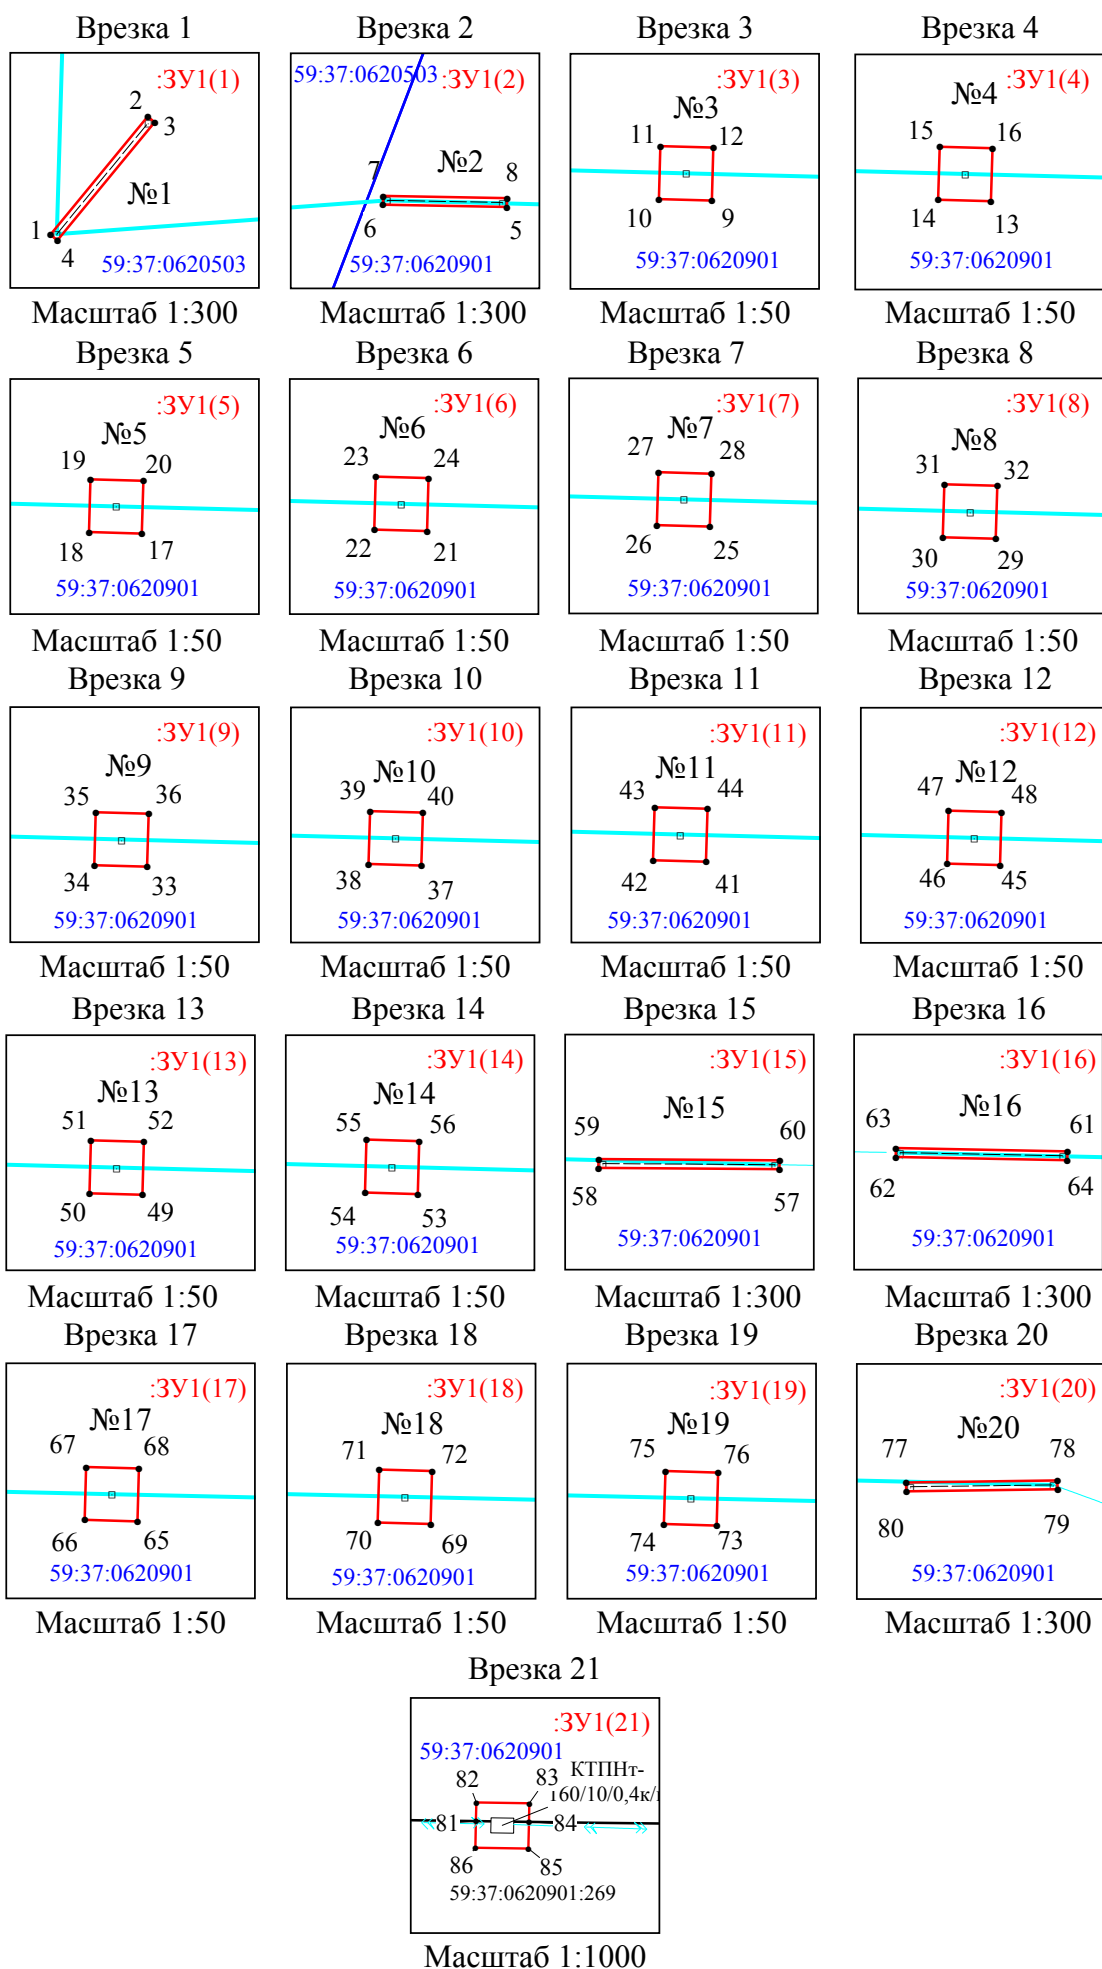 Врезка 1
:ЗУ1(1)
2
3
№1
1
4
59:37:0620503
Масштаб 1:300
Врезка 2
59:37:0620503
:ЗУ1(2)
№2
7
8
6
5
59:37:0620901
Масштаб 1:300
Врезка 3
:ЗУ1(3)
№3
11
12
10
9
59:37:0620901
Масштаб 1:50
Врезка 4
:ЗУ1(4)
№4
15
16
14
13
59:37:0620901
Масштаб 1:50
Врезка 5
:ЗУ1(5)
№5
19
20
18
17
59:37:0620901
Масштаб 1:50
Врезка 6
:ЗУ1(6)
№6
23
24
22
21
59:37:0620901
Масштаб 1:50
Врезка 7
:ЗУ1(7)
№7
27
28
26
25
59:37:0620901
Масштаб 1:50
Врезка 8
:ЗУ1(8)
№8
31
32
30
29
59:37:0620901
Масштаб 1:50
Врезка 9
:ЗУ1(9)
№9
35
36
34
33
59:37:0620901
Масштаб 1:50
Врезка 10
:ЗУ1(10)
№10
39
40
38
37
59:37:0620901
Масштаб 1:50
Врезка 11
:ЗУ1(11)
№11
43
44
42
41
59:37:0620901
Масштаб 1:50
Врезка 12
:ЗУ1(12)
№12
47
48
46
45
59:37:0620901
Масштаб 1:50
Врезка 13
:ЗУ1(13)
№13
51
52
50
49
59:37:0620901
Масштаб 1:50
Врезка 14
:ЗУ1(14)
№14
55
56
54
53
59:37:0620901
Масштаб 1:50
Врезка 15
:ЗУ1(15)
№15
59
60
58
57
59:37:0620901
Масштаб 1:300
Врезка 16
:ЗУ1(16)
№16
63
61
62
64
59:37:0620901
Масштаб 1:300
Врезка 17
:ЗУ1(17)
№17
67
68
66
65
59:37:0620901
Масштаб 1:50
Врезка 18
:ЗУ1(18)
№18
71
72
70
69
59:37:0620901
Масштаб 1:50
Врезка 19
:ЗУ1(19)
№19
75
76
74
73
59:37:0620901
Масштаб 1:50
Врезка 20
:ЗУ1(20)
№20
77
78
80
79
59:37:0620901
Масштаб 1:300
Врезка 21
:ЗУ1(21)
59:37:0620901
КТПНт-
82
83
160/10/0,4к/
81
84
86
85
59:37:0620901:269
Масштаб 1:1000